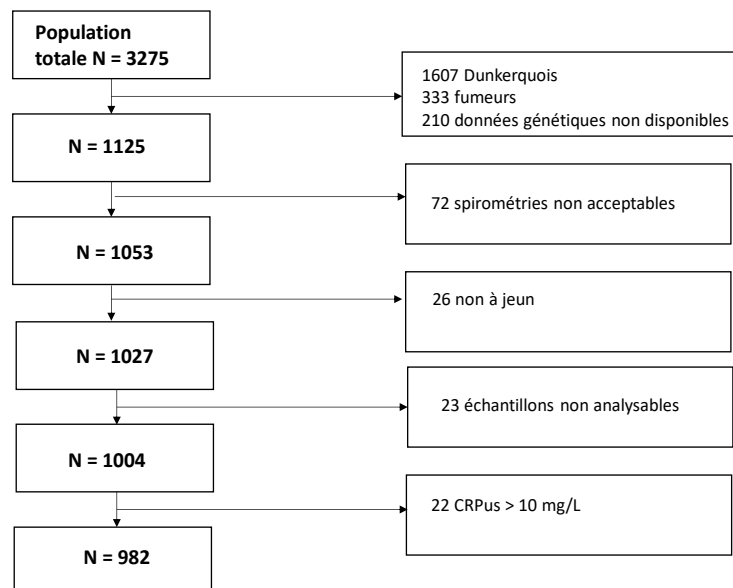 Population
totale N = 3275
1607 Dunkerquois
333 fumeurs
210 données génétiques non disponibles
N = 1125
72 spirométries non acceptables
N = 1053
26 non à jeun
N = 1027
23 échantillons non analysables
N = 1004
22 CRPus > 10 mg/L
N = 982